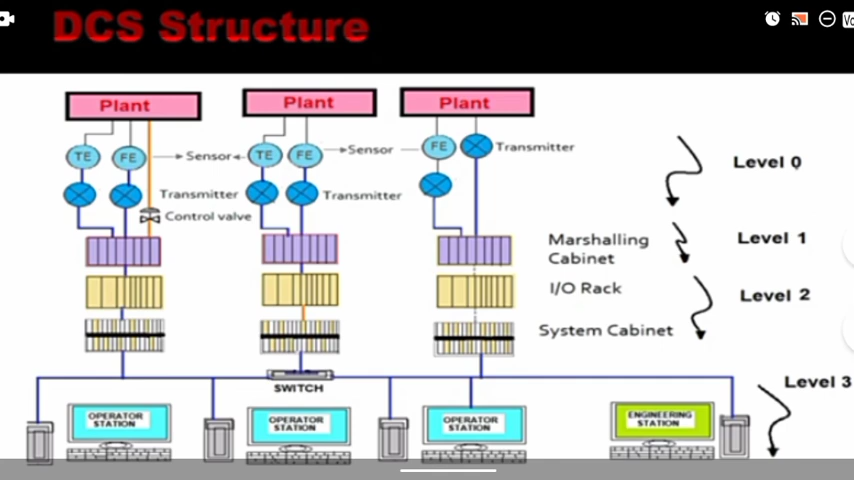 DCS Structure
Plant
Plant
Plant
TE
FE
Sensor
TE
FE
Sensor
FE
Transmitter
Level 0
Transmitter
Transmitter
Control valve
Marshalling
Cabinet
Level 1
I/O Rack
Level 2
System Cabinet
SWITCH
Level 3
OPERATOR
STATION
OPERATOR
STATION
OPERATOR
STATION
ENGINEERING
STATION